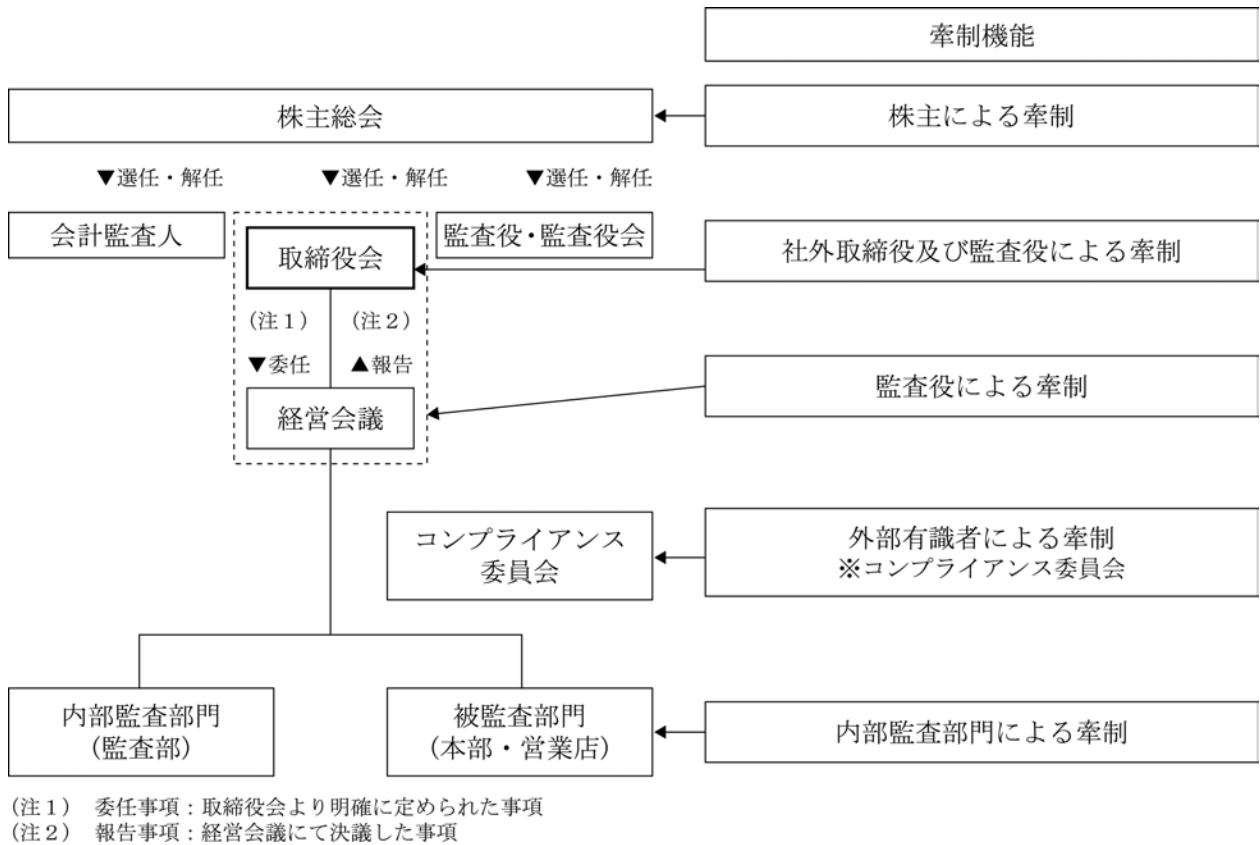 牽制機能
株主総会
株主による牽制
▼選任・解任
▼選任・解任
▼選任・解任
会計監査人
取締役会
監査役・監査役会
社外取締役及び監査役による牽制
(注1)
(注2)
▼委任
▲報告
経営会議
監査役による牽制
コンプライアンス
委員会
外部有識者による牽制
※コンプライアンス委員会
内部監査部門
(監査部)
被監査部門
(本部・営業店)
内部監査部門による牽制
(注1) 委任事項:取締役会より明確に定められた事項
(注2) 報告事項:経営会議にて決議した事項